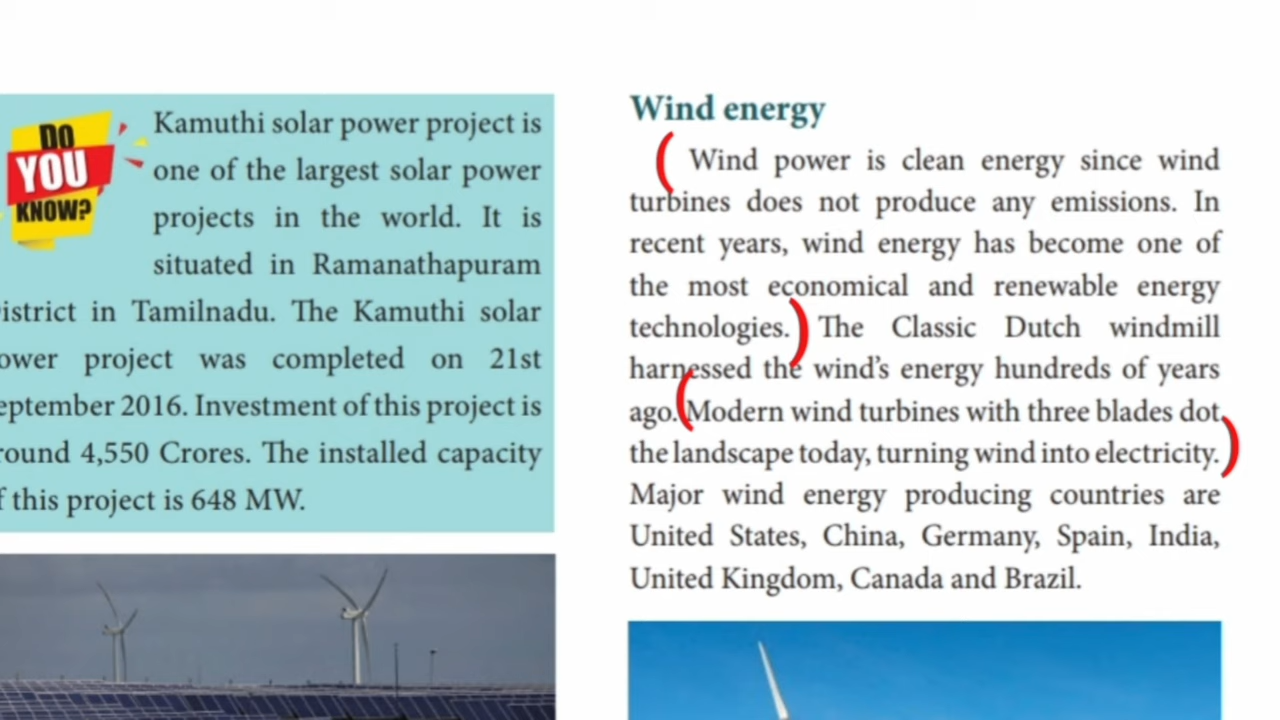 DO
YOU
KNOW?
Kamuthi solar power project is
one of the largest solar power
projects in the world. It is
situated in Ramanathapuram
istrict in Tamilnadu. The Kamuthi solar
ower project was completed on 21st
eptember 2016. Investment of this project is
round 4,550 Crores. The installed capacity
f this project is 648 MW.
Wind energy
( Wind power is clean energy since wind
turbines does not produce any emissions. In
recent years, wind energy has become one of
the most economical and renewable energy
technologies.) The Classic Dutch windmill
harnessed the wind's energy hundreds of years
ago. (Modern wind turbines with three blades dot
the landscape today, turning wind into electricity.)
Major wind energy producing countries are
United States, China, Germany, Spain, India,
United Kingdom, Canada and Brazil.